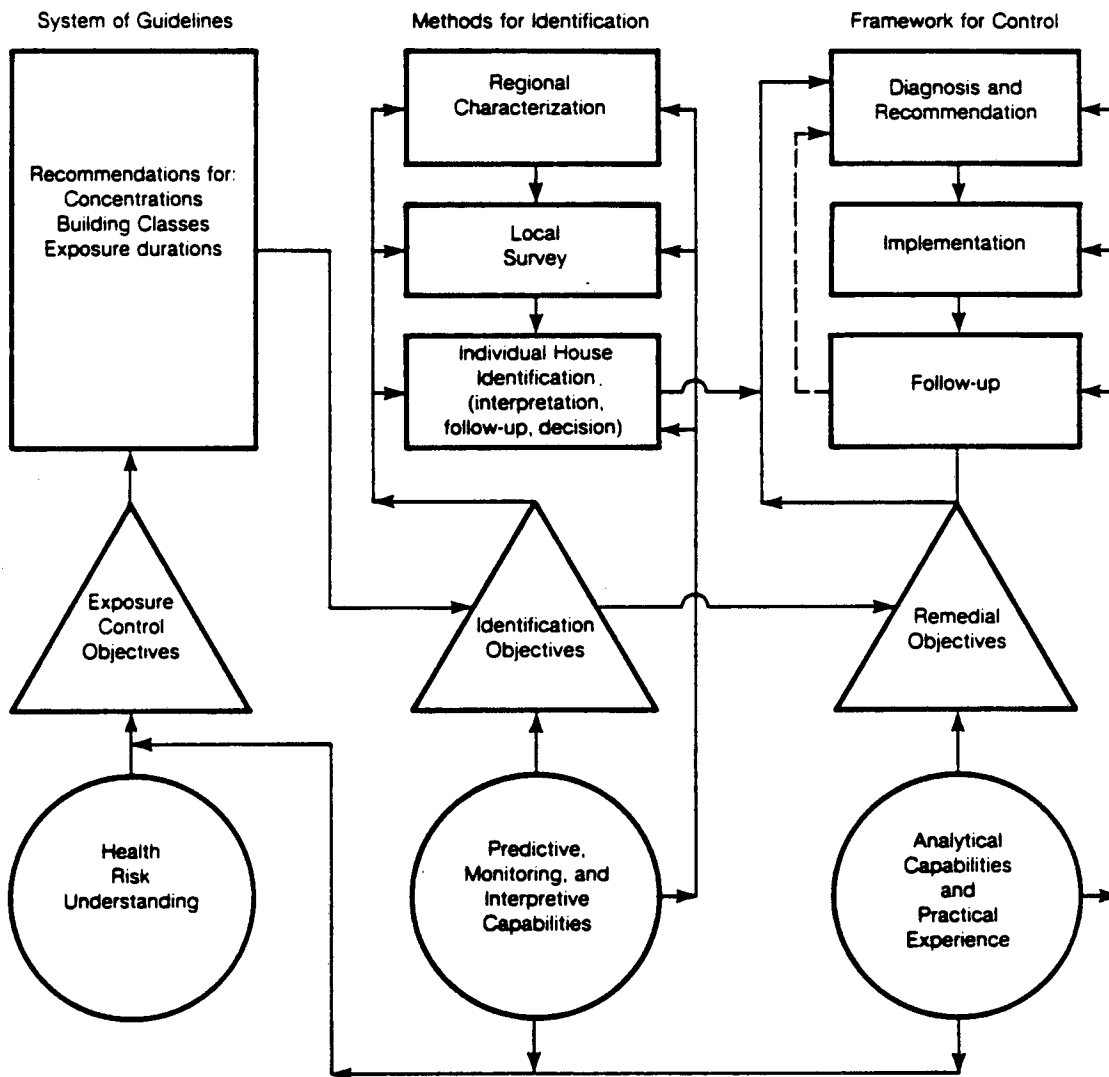 System of Guidelines
Methods for Identification
Framework for Control
Recommendations for:
Concentrations
Building Classes
Exposure durations
Regional
Characterization
Local
Survey
Individual House
Identification.
(interpretation,
follow-up, decision)
Diagnosis and
Recommendation
Implementation
Follow-up
Exposure
Control
Objectives
Identification
Objectives
Remedial
Objectives
Health
Risk
Understanding
Predictive,
Monitoring, and
Interpretive
Capabilities
Analytical
Capabilities
and
Practical
Experience